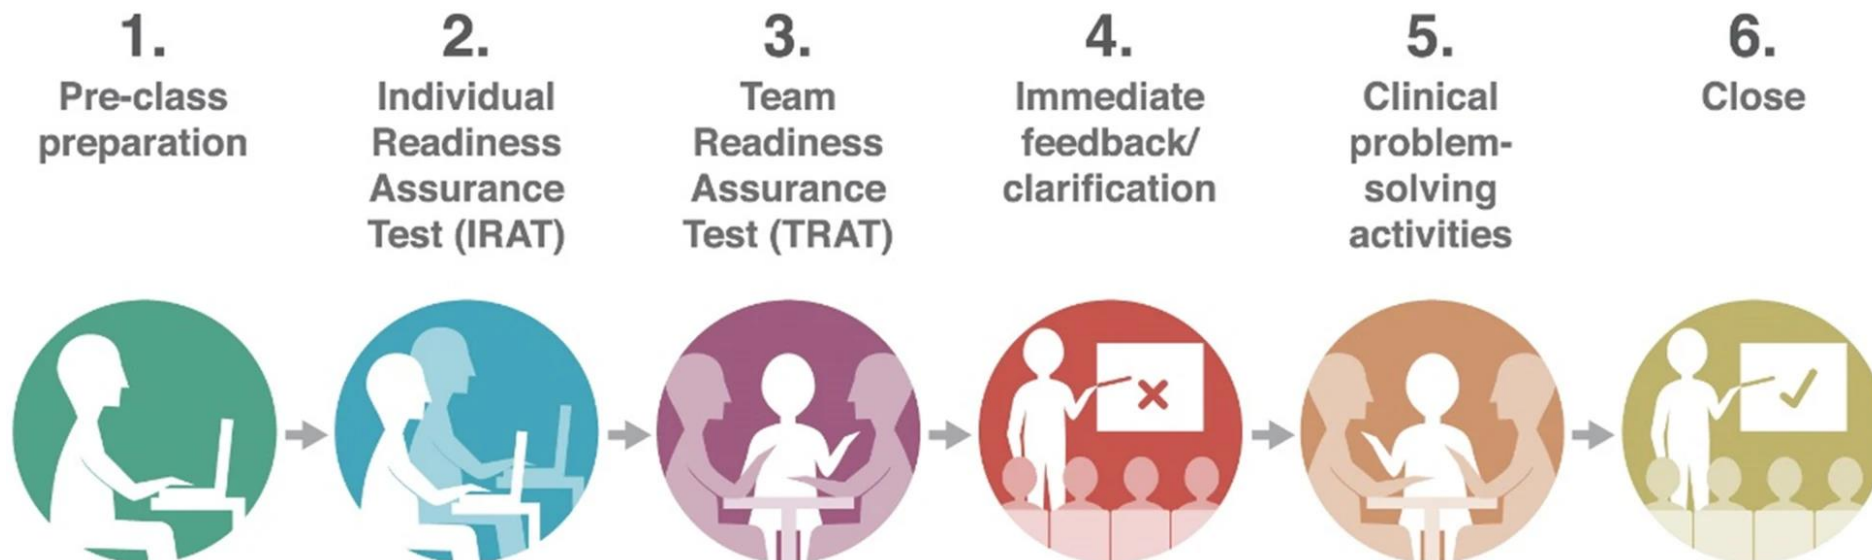 1.
Pre-class
preparation
2.
Individual
Readiness
Assurance
Test (IRAT)
3.
Team
Readiness
Assurance
Test (TRAT)
4.
Immediate
feedback/
clarification
5.
Clinical
problem-
solving
activities
6.
Close